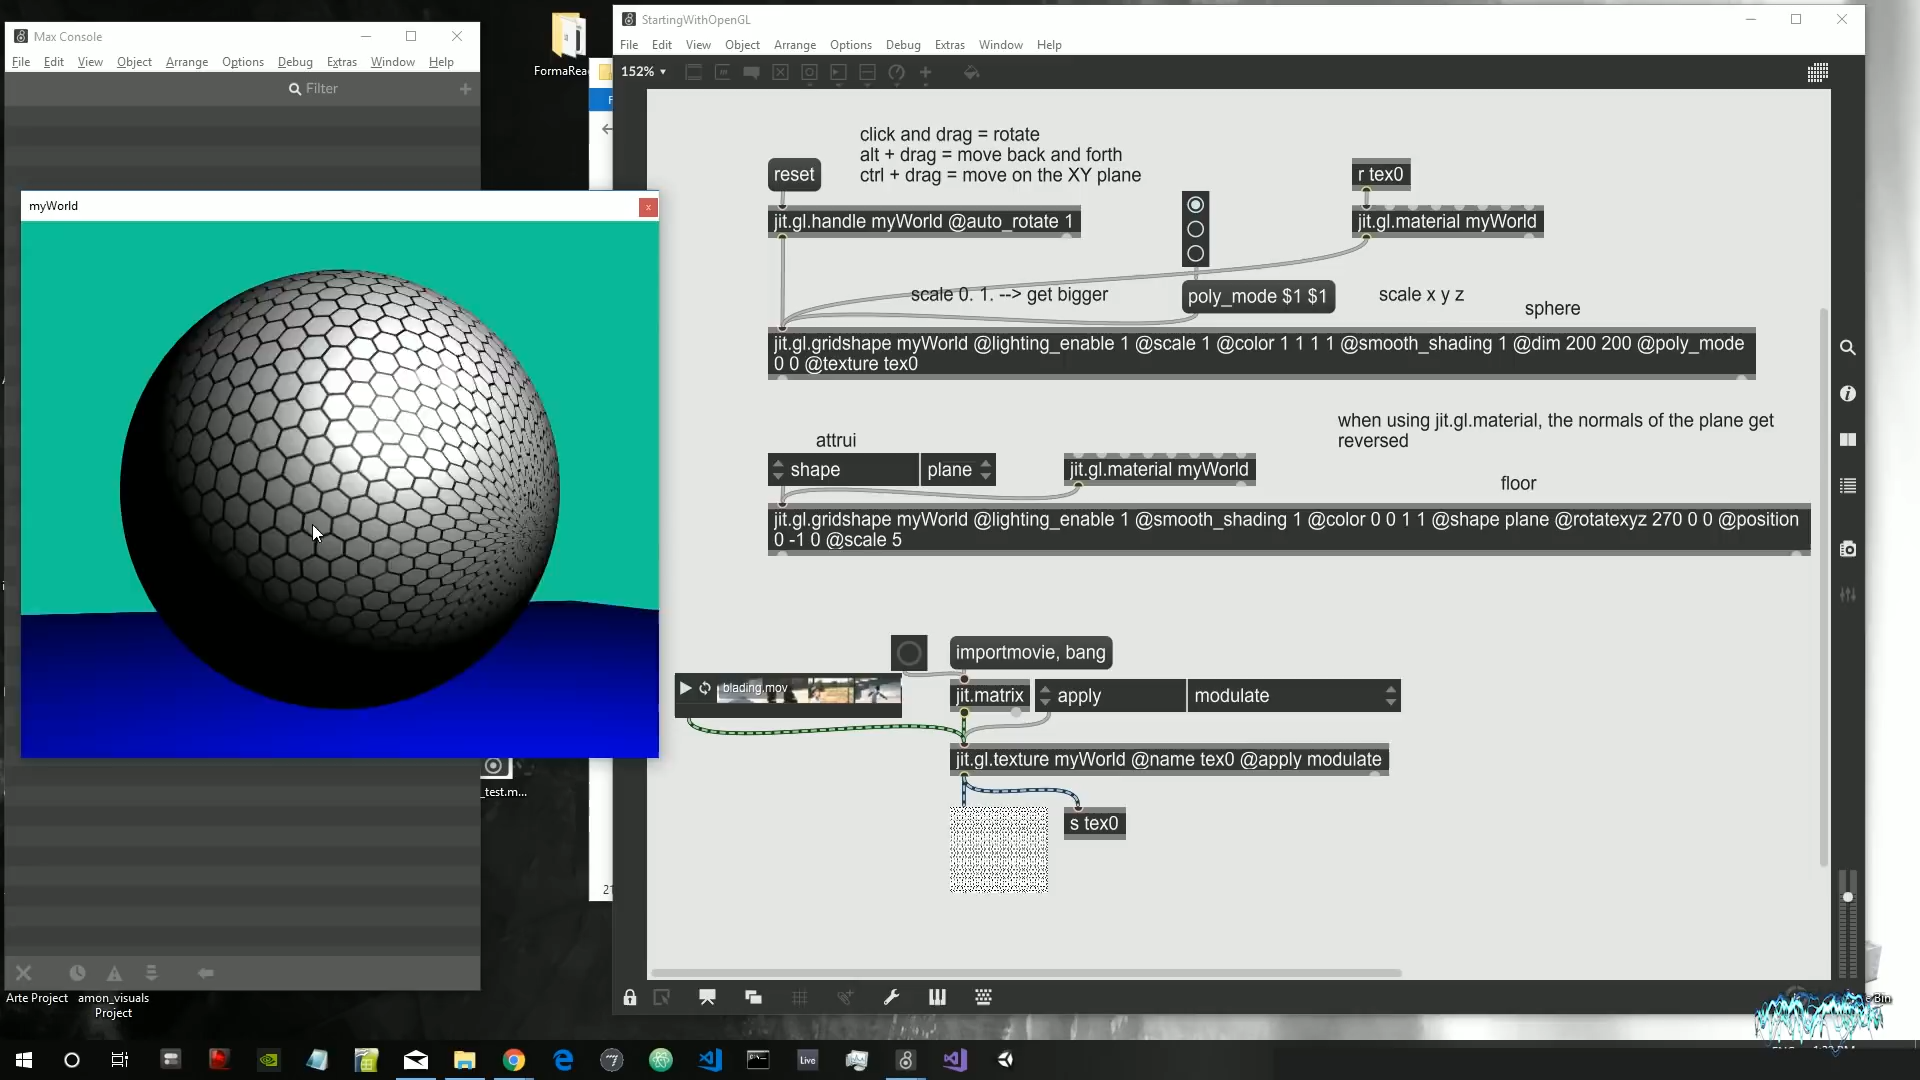 Max Console
File Edit View Object Arrange Options Debug Extras Window Help
Filter
myWorld
FormaRea
Arte Project
amon_visuals
Project
_test.m...
StartingWithOpenGL
File Edit View Object Arrange Options Debug Extras Window Help
152%
click and drag = rotate
alt + drag = move back and forth
ctrl + drag = move on the XY plane
reset
r tex0
jit.gl.handle myWorld @auto_rotate 1
jit.gl.material myWorld
scale 0. 1. --> get bigger
poly_mode $1 $1
scale x y z
sphere
jit.gl.gridshape myWorld @lighting_enable 1 @scale 1 @color 1 1 1 1 @smooth_shading 1 @dim 200 200 @poly_mode
0 0 @texture tex0
when using jit.gl.material, the normals of the plane get
reversed
attrui
shape plane
jit.gl.material myWorld
floor
jit.gl.gridshape myWorld @lighting_enable 1 @smooth_shading 1 @color 0 0 1 1 @shape plane @rotatexyz 270 0 0 @position
0 -1 0 @scale 5
importmovie, bang
blading.mov
jit.matrix
apply modulate
jit.gl.texture myWorld @name tex0 @apply modulate
s tex0
21
Bin
Live